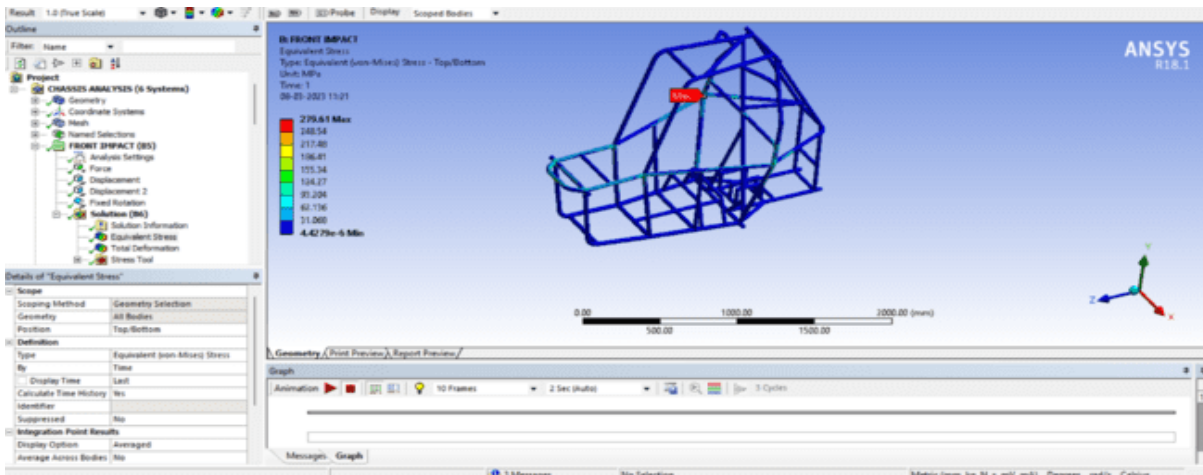 Result 1.0 (True Scale)
Probe Display Scoped Bodies
Outline
Filter: Name
Project
CHASSIS ANALYSIS (6 Systems)
Geometry
Coordinate Systems
Mesh
Named Selections
FRONT IMPACT (B5)
Analysis Settings
Force
Displacement
Displacement 2
Fixed Rotation
Solution (B6)
Solution Information
Equivalent Stress
Total Deformation
Stress Tool
Details of "Equivalent Stress"
Scope
Scoping Method Geometry Selection
Geometry All Bodies
Position Top/Bottom
Definition
Type Equivalent (von-Mises) Stress
By Time
Display Time Last
Calculate Time History Yes
Identifier
Suppressed No
Integration Point Results
Display Option Averaged
Average Across Bodies No
B: FRONT IMPACT
Equivalent Stress
Type: Equivalent (von-Mises) Stress - Top/Bottom
Unit: MPa
Time: 1
279.61 Max
248.54
217.48
186.41
155.34
124.27
93.204
62.136
31.068
4.4279e-6 Min
ANSYS
R18.1
0.00 1000.00 2000.00 (mm)
500.00 1500.00
Y
Z
X
Geometry Print Preview Report Preview
Graph
Animation 10 Frames 2 Sec (Auto) 3 Cycles
Messages Graph
No Selection